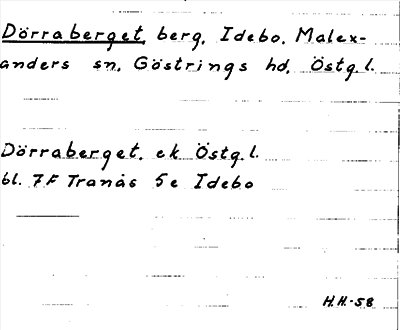 Dörraberget, berg, Idebo, Malex-
anders sn, Göstrings hd, Östg.l.
Dörraberget, ek Östg.l.
bl. 7F Tranås 5e Idebo
H.H.-58